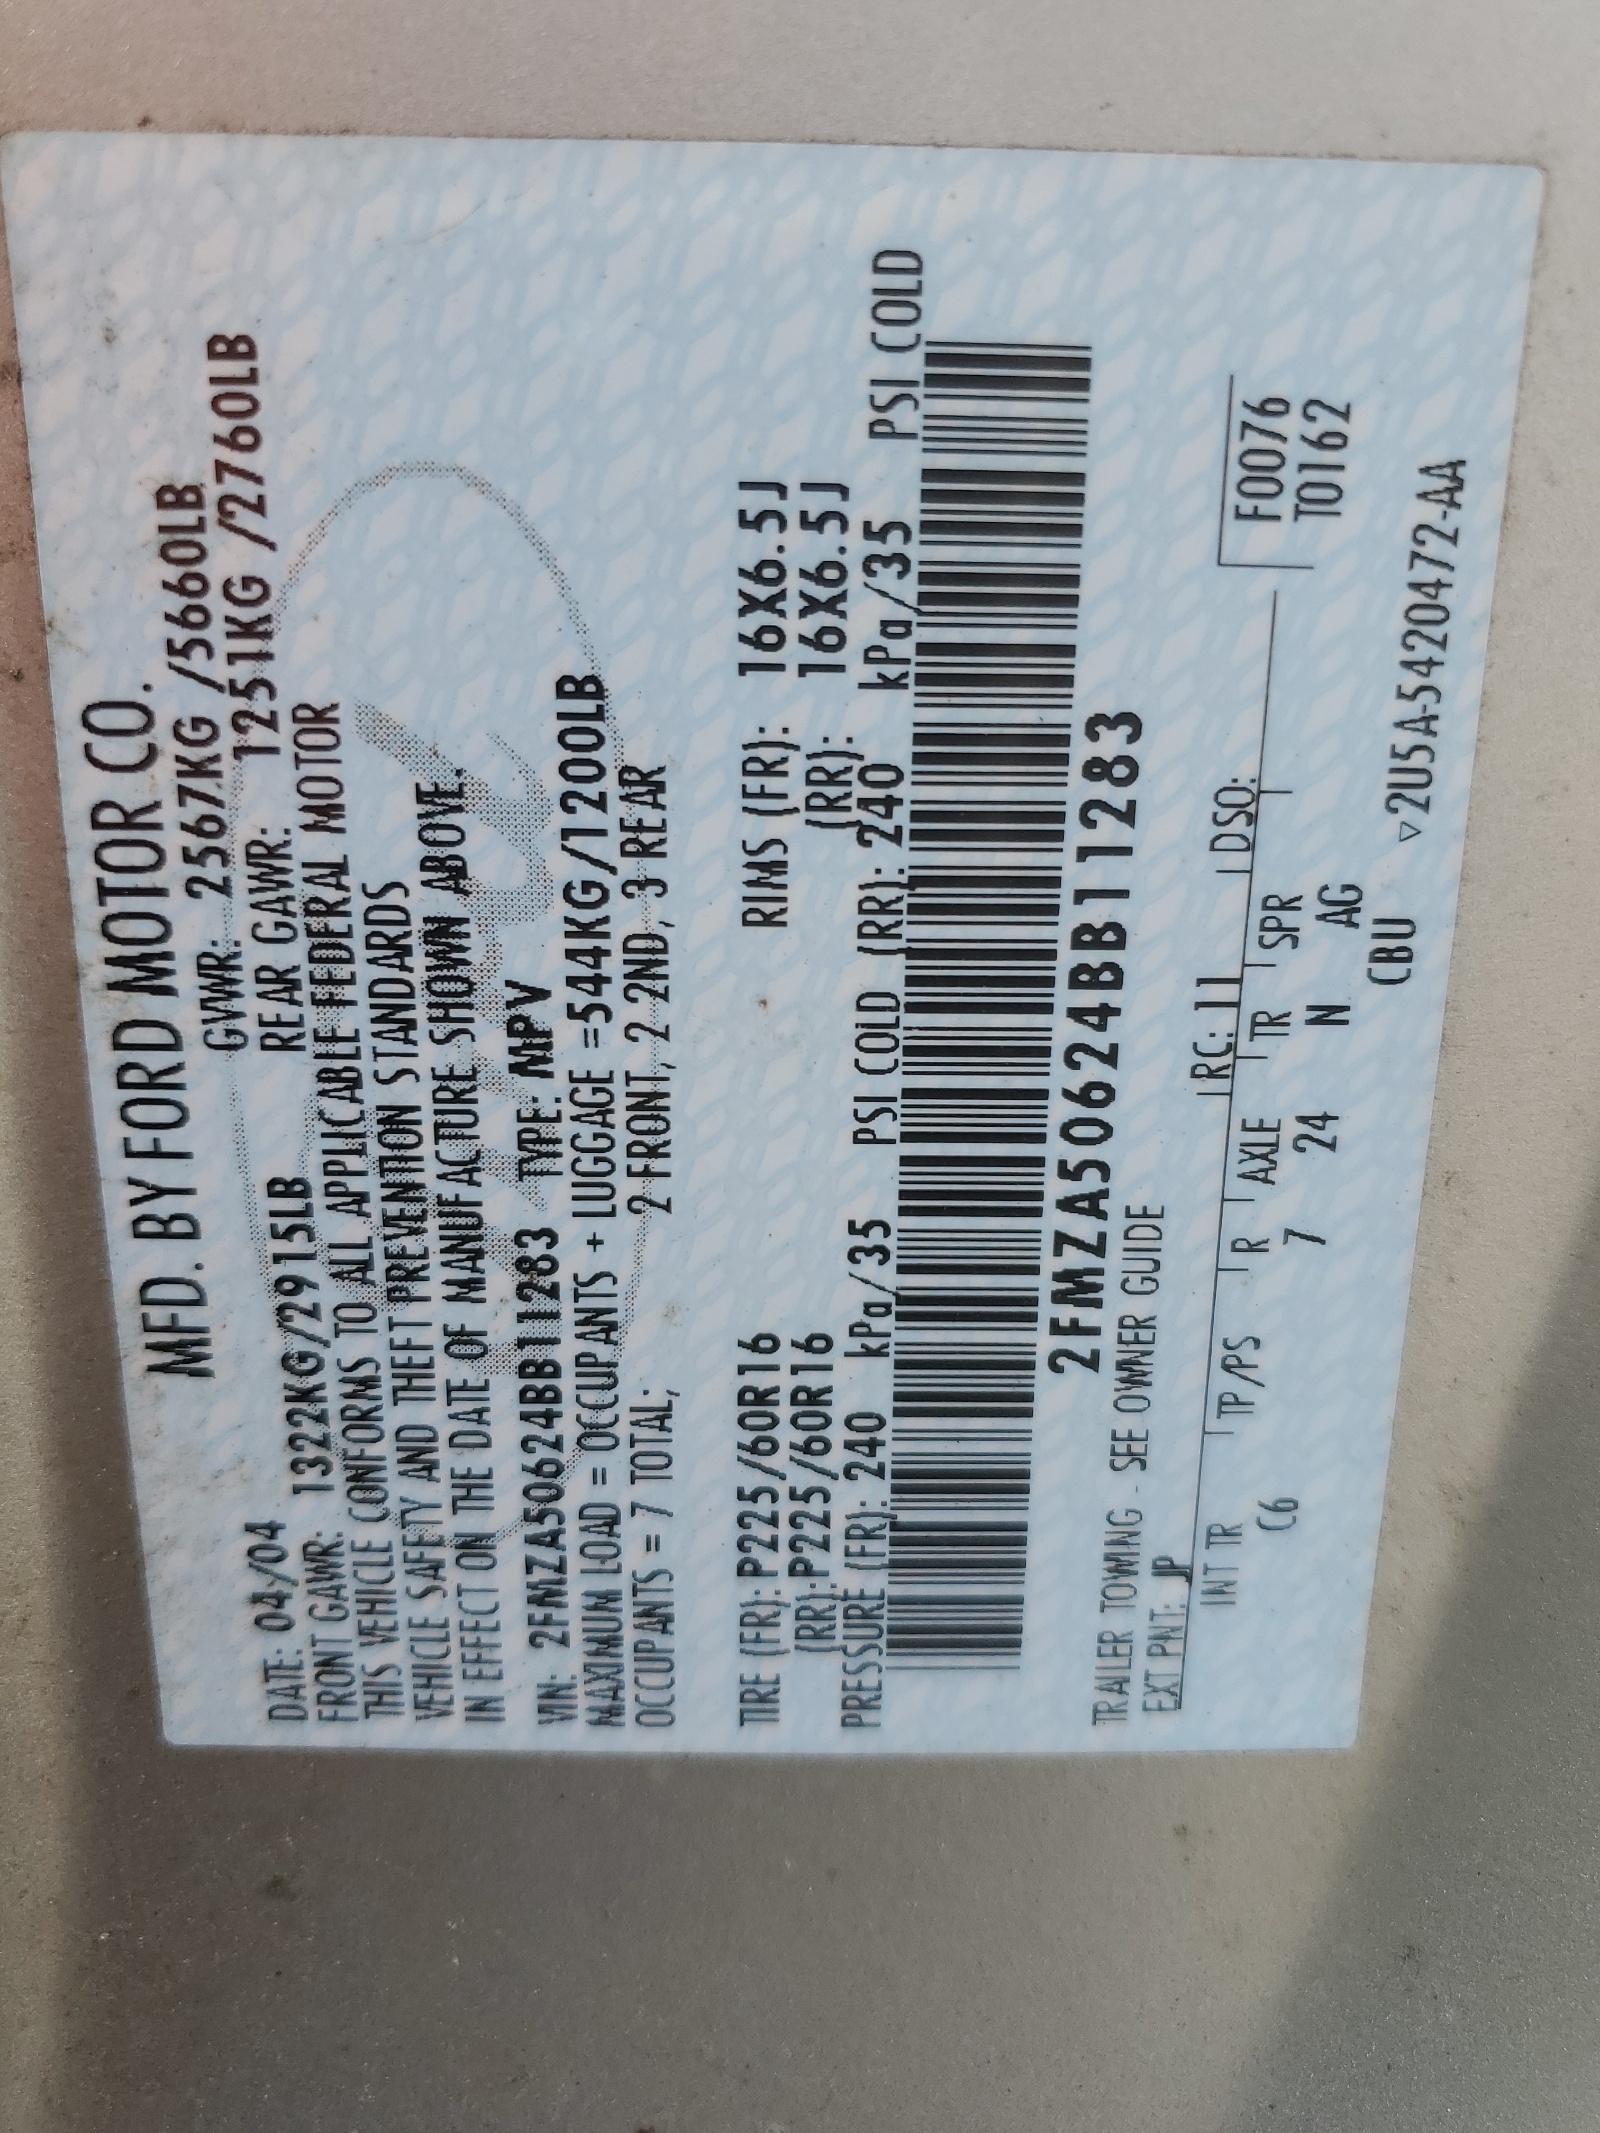 MFD. BY FORD MOTOR CO.
DATE: 04/04 GVWR: 2567KG /5660LB
FRONT GAWR: 1322KG/2915LB REAR GAWR: 1251KG /2760LB
THIS VEHICLE CONFORMS TO ALL APPLICABLE FEDERAL MOTOR
VEHICLE SAFETY AND THEFT PREVENTION STANDARDS
IN EFFECT ON THE DATE OF MANUFACTURE SHOWN ABOVE.
VIN: 2FMZA50624BB11283 TYPE: MPV
MAXIMUM LOAD = OCCUPANTS + LUGGAGE = 544KG/1200LB
OCCUPANTS = 7 TOTAL; 2 FRONT, 2 2ND, 3 REAR
TIRE (FR): P225/60R16 RIMS (FR): 16X6.5J
(RR): P225/60R16 (RR): 16X6.5J
PRESSURE (FR): 240 kPa/35 PSI COLD (RR): 240 kPa/35 PSI COLD
2FMZA50624BB11283
TRAILER TOWING - SEE OWNER GUIDE
EXT PNT: JP RC: 11 DSO:
INT TR TP/PS R AXLE TR SPR F0076
C6 7 24 N AG T0162
CBU ▽2U5A-5420472-AA